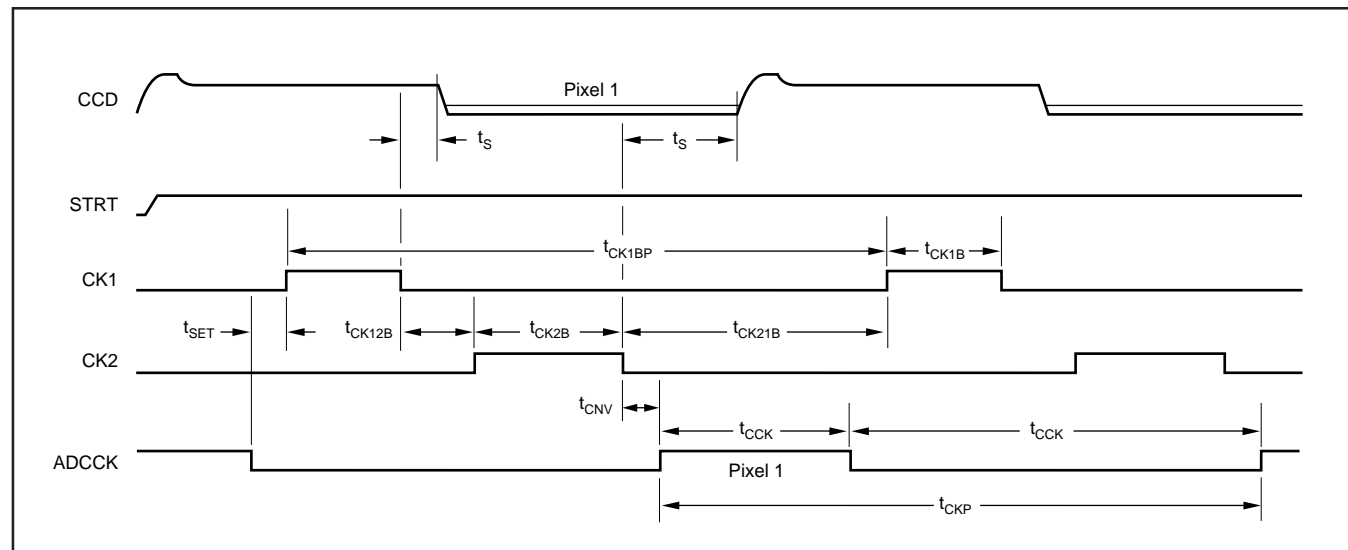 CCD
Pixel 1
tS
tS
STRT
tCK1BP
tCK1B
CK1
tSET
tCK12B
tCK2B
tCK21B
CK2
tCNV
tCCK
tCCK
ADCCK
Pixel 1
tCKP